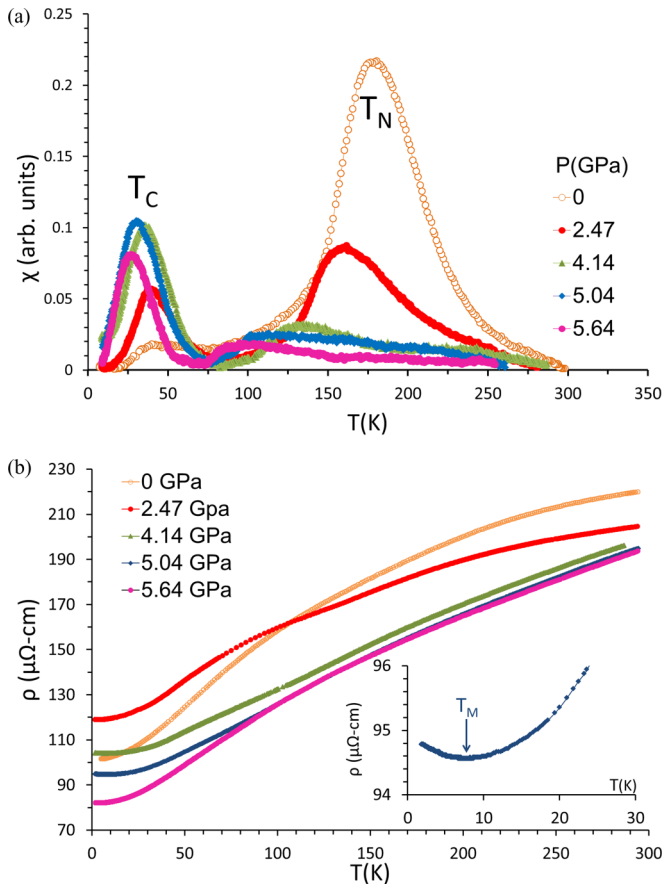 (a)
0.25
0.2
0.15
0.1
0.05
0
χ (arb. units)
T_C
T_N
P(GPa)
0
2.47
4.14
5.04
5.64
0 50 100 150 200 250 300 350
T(K)
(b)
230
210
190
170
150
130
110
90
70
ρ (μΩ-cm)
0 GPa
2.47 Gpa
4.14 GPa
5.04 GPa
5.64 GPa
96
95
94
ρ (μΩ-cm)
T_M
T(K)
0 10 20 30
0 50 100 150 200 250 300
T(K)